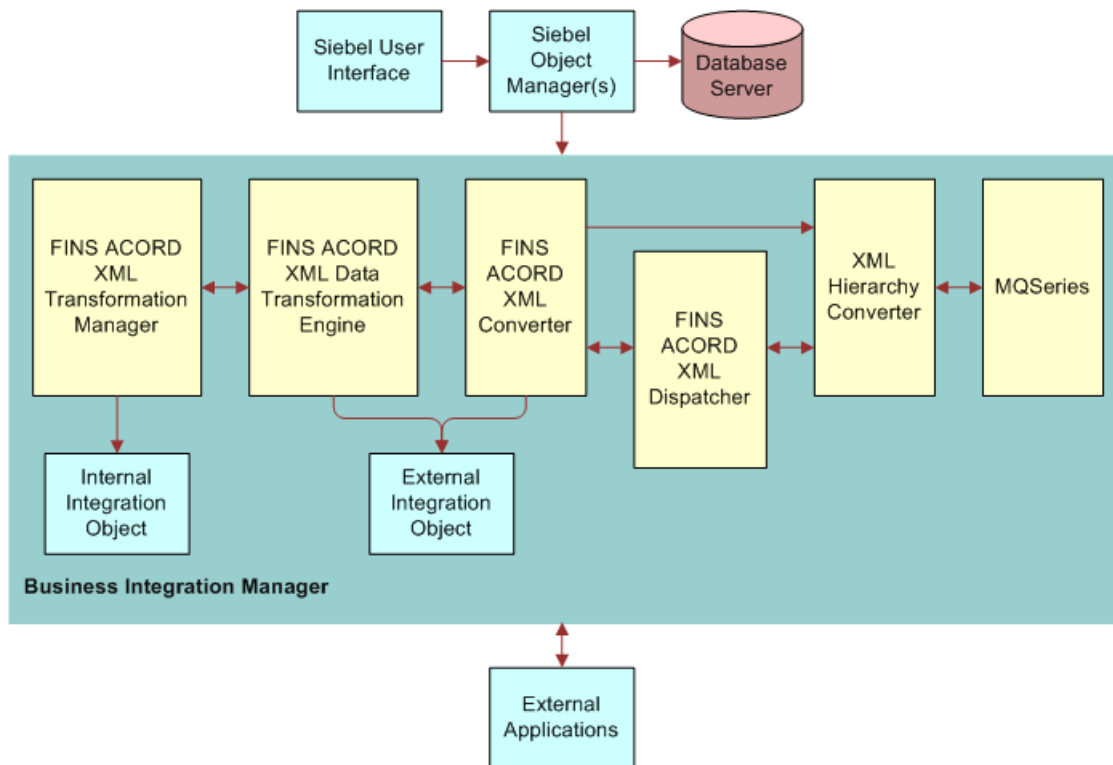 Siebel User
Interface
Siebel
Object
Manager(s)
Database
Server
FINS ACORD
XML
Transformation
Manager
FINS ACORD
XML Data
Transformation
Engine
FINS
ACORD
XML
Converter
FINS
ACORD
XML
Dispatcher
XML
Hierarchy
Converter
MQSeries
Internal
Integration
Object
External
Integration
Object
Business Integration Manager
External
Applications